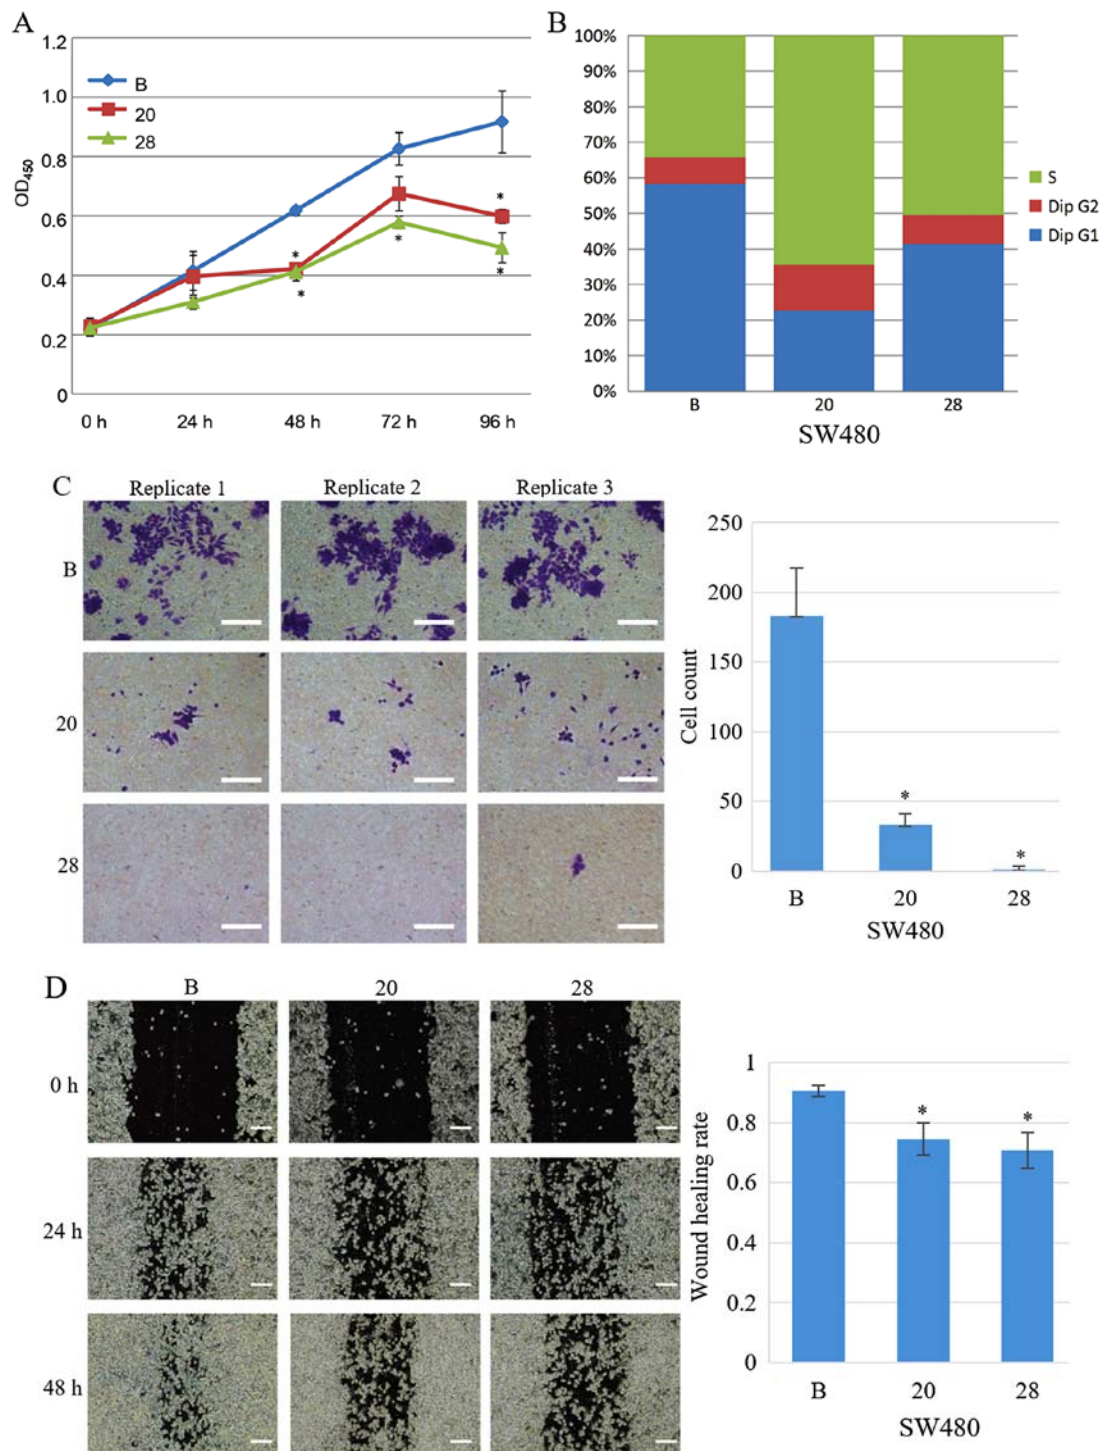 A
1.2
1.0
0.8
0.6
0.4
0.2
0
OD450
B
20
28
*
*
*
*
*
0 h
24 h
48 h
72 h
96 h
B
100%
90%
80%
70%
60%
50%
40%
30%
20%
10%
0%
S
Dip G2
Dip G1
B
20
28
SW480
C
Replicate 1
Replicate 2
Replicate 3
B
20
28
250
200
150
100
50
0
Cell count
*
*
B
20
28
SW480
D
B
20
28
0 h
24 h
48 h
1
0.8
0.6
0.4
0.2
0
Wound healing rate
*
*
B
20
28
SW480